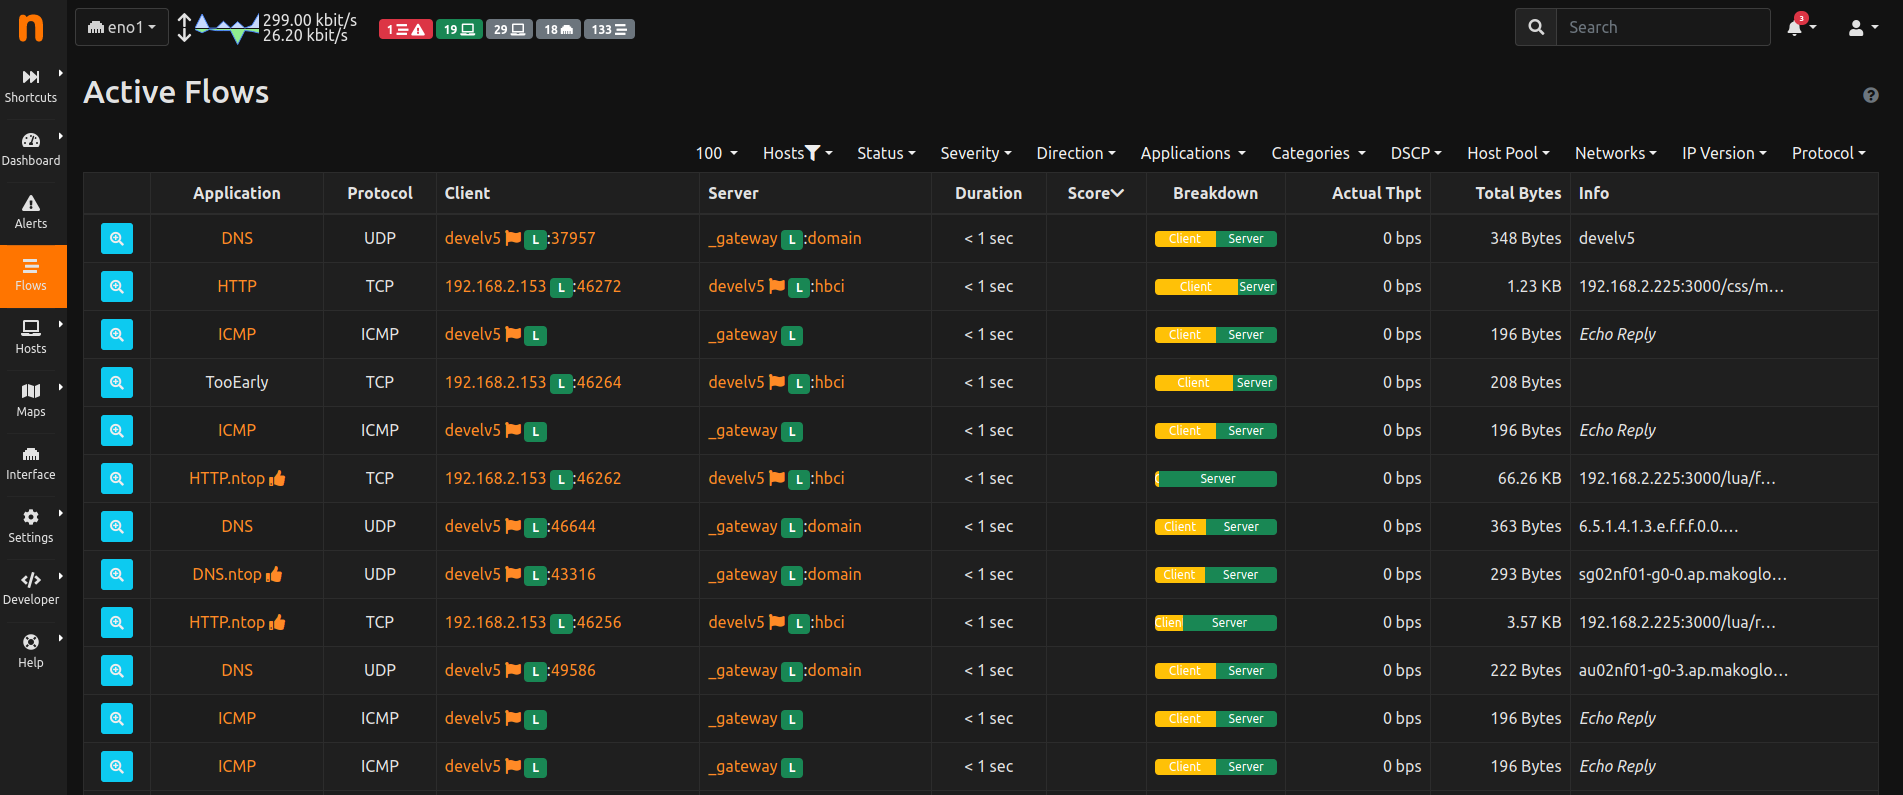 n
eno1
299.00 kbit/s
26.20 kbit/s
1
19
29
18
133
Search
3
Shortcuts
Dashboard
Alerts
Flows
Hosts
Maps
Interface
Settings
Developer
Help
Active Flows
100 Hosts Status Severity Direction Applications Categories DSCP Host Pool Networks IP Version Protocol
Application Protocol Client Server Duration Score Breakdown Actual Thpt Total Bytes Info
DNS UDP develv5 L :37957 _gateway L :domain < 1 sec Client Server 0 bps 348 Bytes develv5
HTTP TCP 192.168.2.153 L :46272 develv5 L :hbci < 1 sec Client Server 0 bps 1.23 KB 192.168.2.225:3000/css/m...
ICMP ICMP develv5 L _gateway L < 1 sec Client Server 0 bps 196 Bytes Echo Reply
TooEarly TCP 192.168.2.153 L :46264 develv5 L :hbci < 1 sec Client Server 0 bps 208 Bytes
ICMP ICMP develv5 L _gateway L < 1 sec Client Server 0 bps 196 Bytes Echo Reply
HTTP.ntop TCP 192.168.2.153 L :46262 develv5 L :hbci < 1 sec Server 0 bps 66.26 KB 192.168.2.225:3000/lua/f...
DNS UDP develv5 L :46644 _gateway L :domain < 1 sec Client Server 0 bps 363 Bytes 6.5.1.4.1.3.e.f.f.f.0.0....
DNS.ntop UDP develv5 L :43316 _gateway L :domain < 1 sec Client Server 0 bps 293 Bytes sg02nf01-g0-0.ap.makoglo...
HTTP.ntop TCP 192.168.2.153 L :46256 develv5 L :hbci < 1 sec Clien Server 0 bps 3.57 KB 192.168.2.225:3000/lua/r...
DNS UDP develv5 L :49586 _gateway L :domain < 1 sec Client Server 0 bps 222 Bytes au02nf01-g0-3.ap.makoglo...
ICMP ICMP develv5 L _gateway L < 1 sec Client Server 0 bps 196 Bytes Echo Reply
ICMP ICMP develv5 L _gateway L < 1 sec Client Server 0 bps 196 Bytes Echo Reply